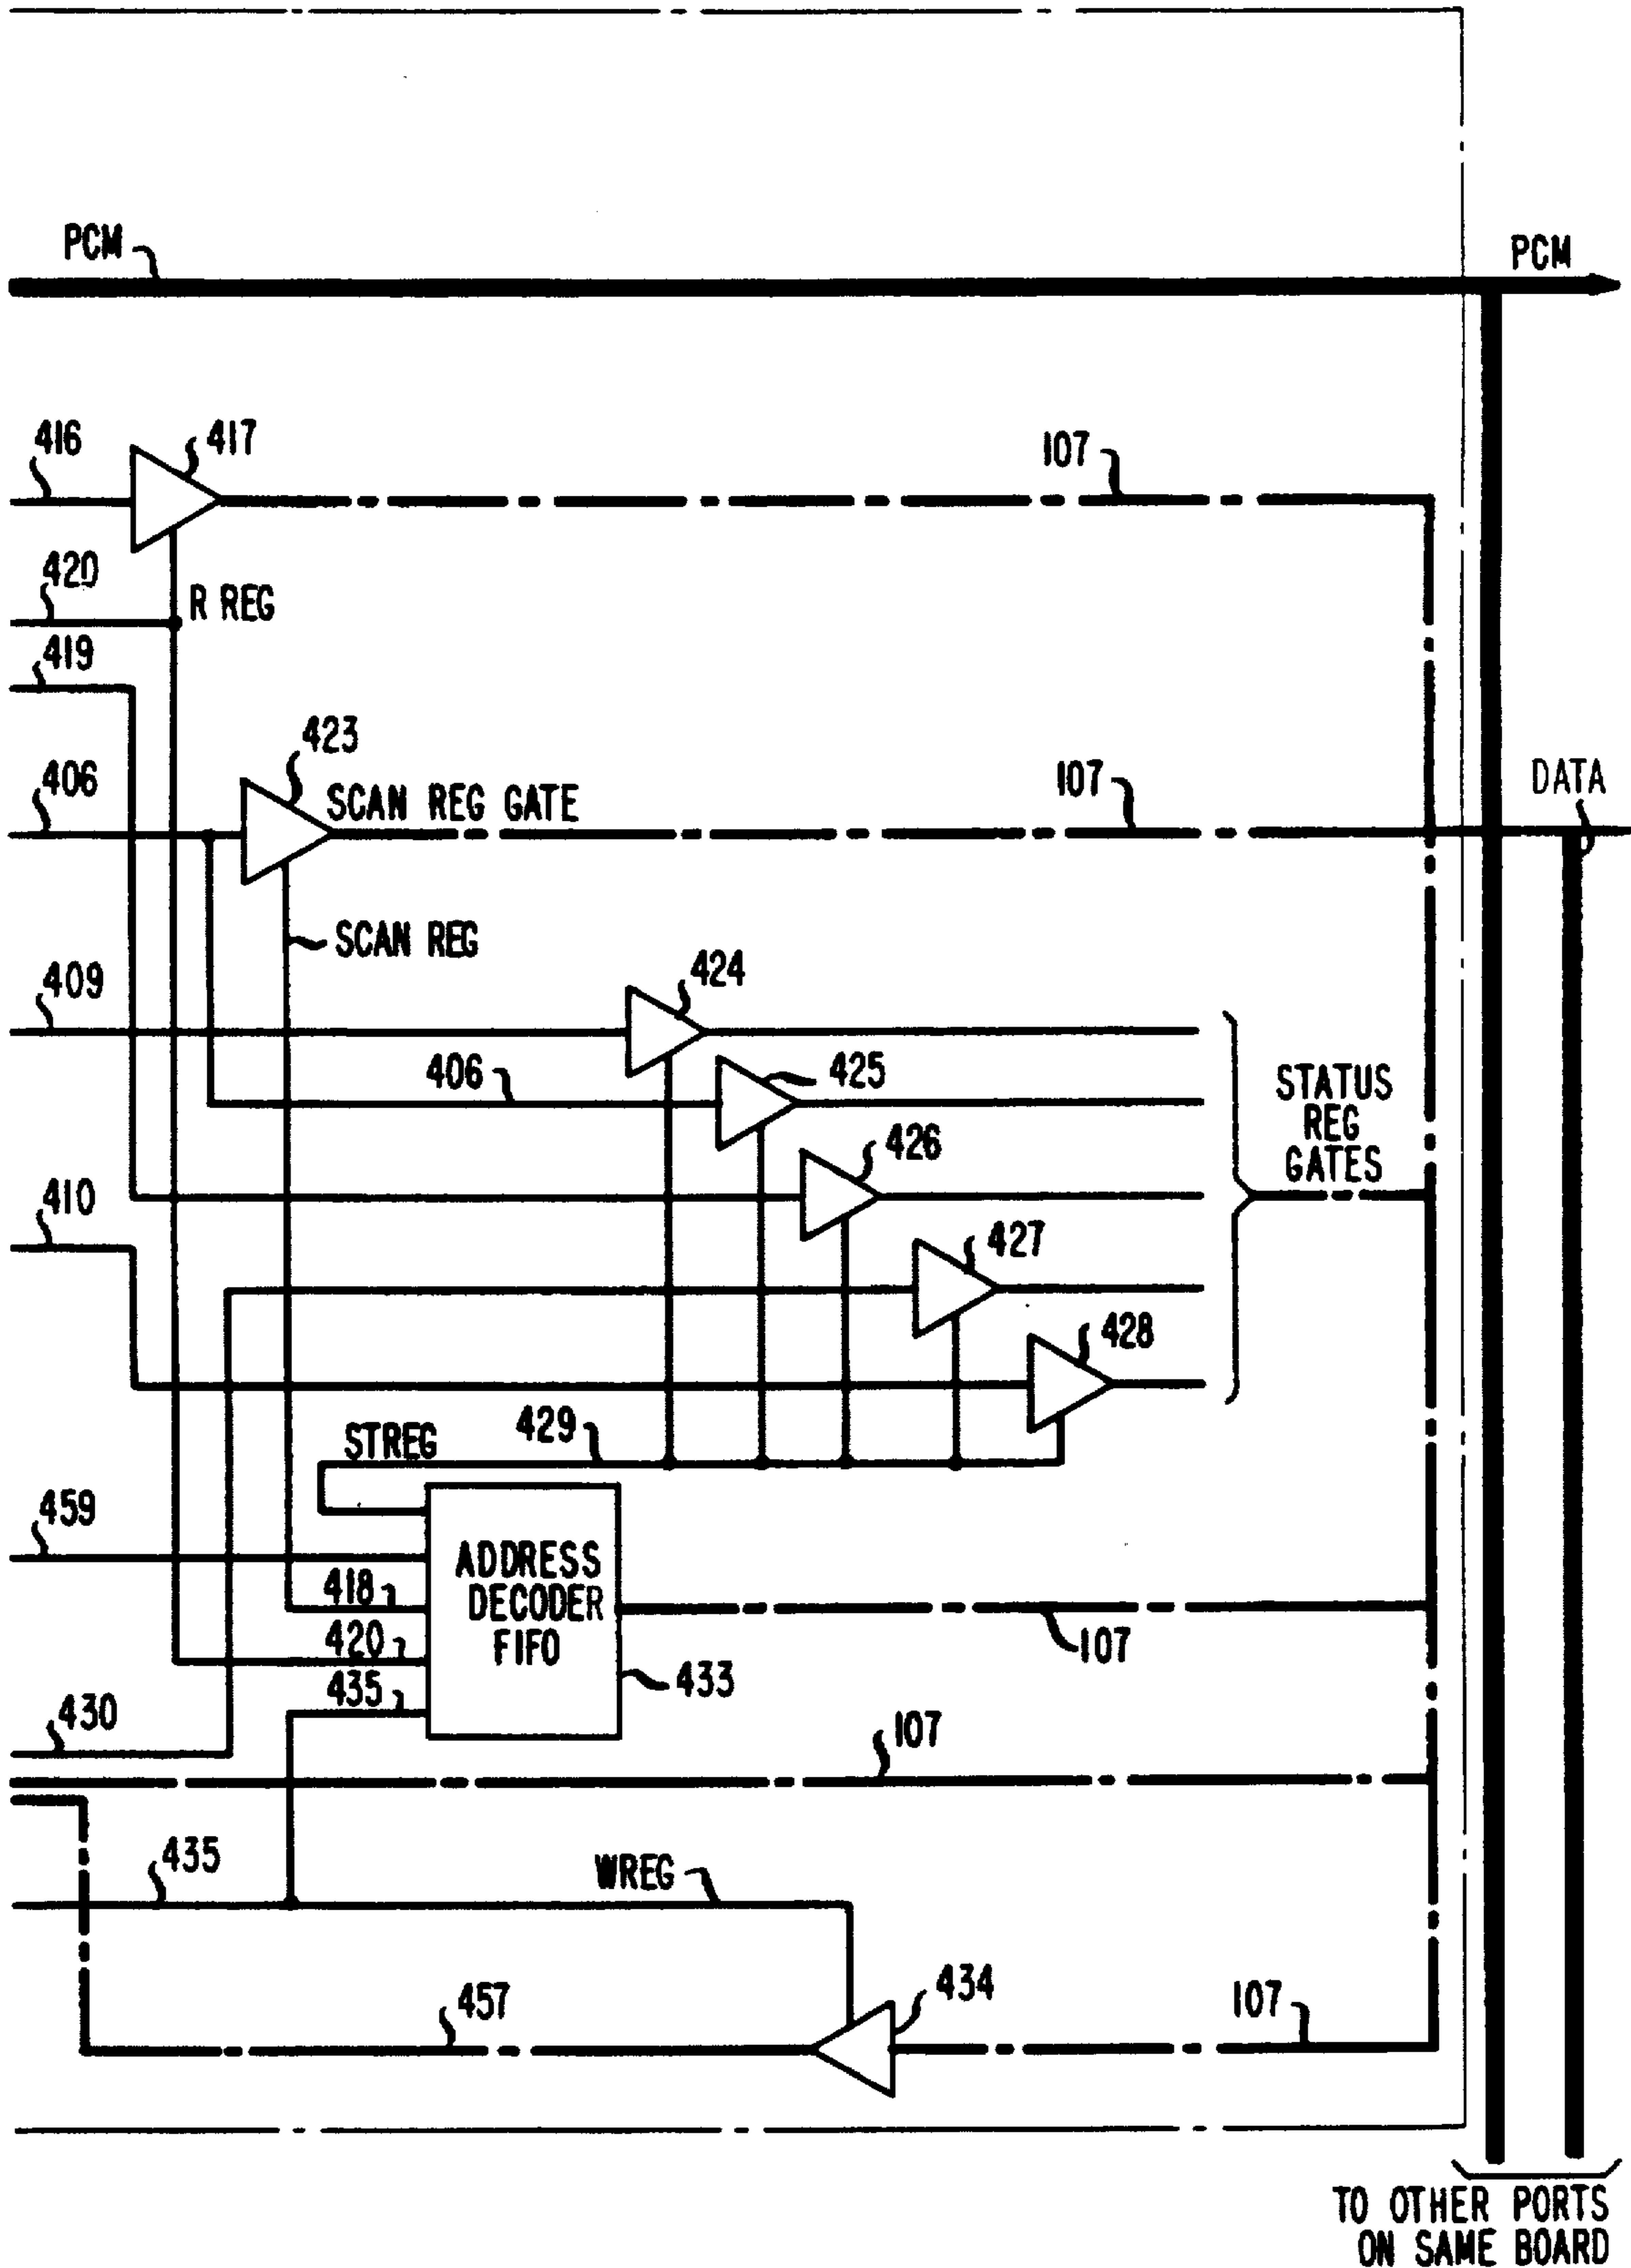 PCM
PCM
416
417
107
420
R REG
419
423
406
SCAN REG GATE
107
DATA
SCAN REG
409
424
406
425
STATUS
REG
GATES
426
410
427
428
STREG
429
459
ADDRESS
DECODER
FIFO
418
420
435
107
433
430
107
435
WREG
457
434
107
TO OTHER PORTS
ON SAME BOARD